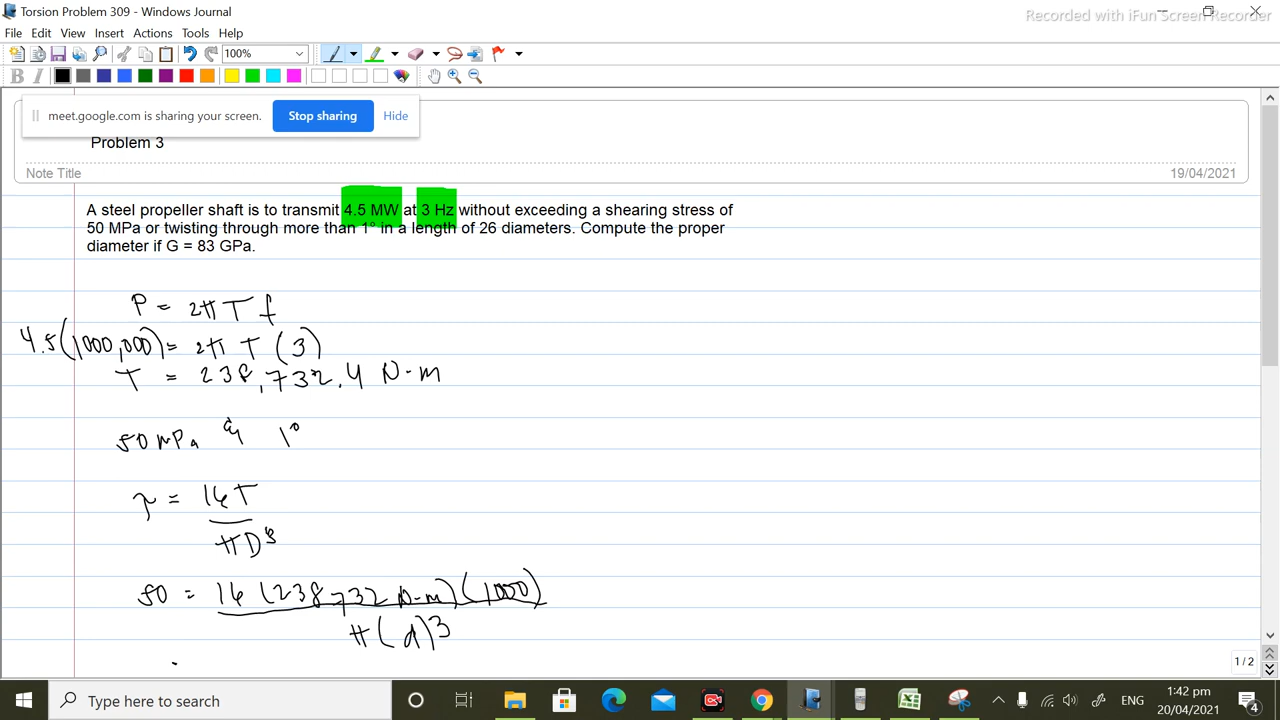 Torsion Problem 309 - Windows Journal
Recorded with iFun Screen Recorder
File Edit View Insert Actions Tools Help
100%
B I
meet.google.com is sharing your screen. Stop sharing Hide
Problem 3
Note Title 19/04/2021
A steel propeller shaft is to transmit 4.5 MW at 3 Hz without exceeding a shearing stress of
50 MPa or twisting through more than 1° in a length of 26 diameters. Compute the proper
diameter if G = 83 GPa.
P = 2π T f
4.5(1000,000) = 2π T (3)
T = 238,732.4 N-m
50 MPa & 1°
τ = 16T
πD³
50 = 16 (238732 N-m)(1000)
π(d)³
1 / 2
Type here to search
ENG
1:42 pm
20/04/2021
4